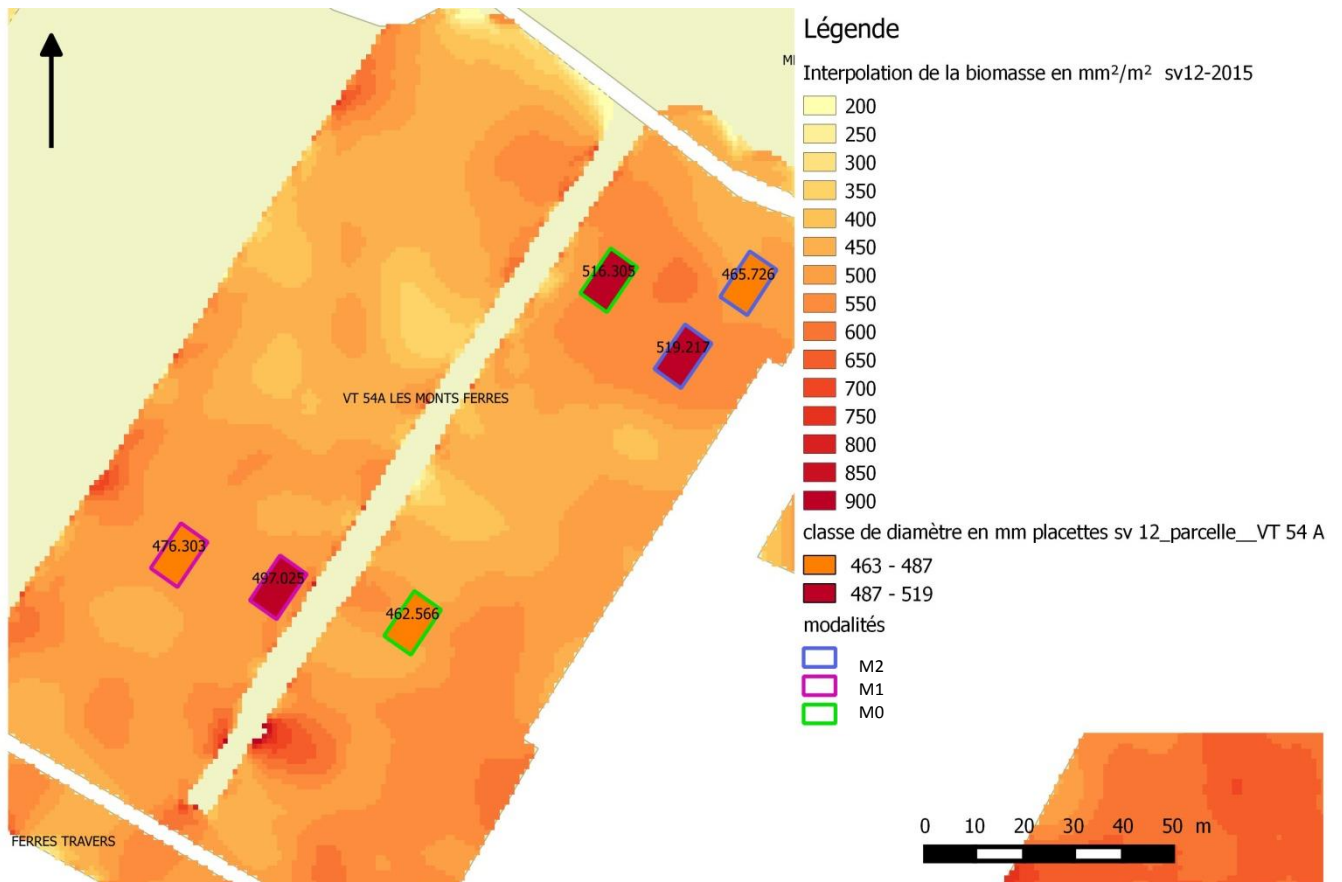 Légende
Interpolation de la biomasse en mm²/m² sv12-2015
200
250
300
350
400
450
500
550
600
650
700
750
800
850
900
classe de diamètre en mm placettes sv 12_parcelle__VT 54 A
463 - 487
487 - 519
modalités
M2
M1
M0
516.305
465.726
519.217
VT 54A LES MONTS FERRES
476.303
497.025
462.566
FERRES TRAVERS
0 10 20 30 40 50 m